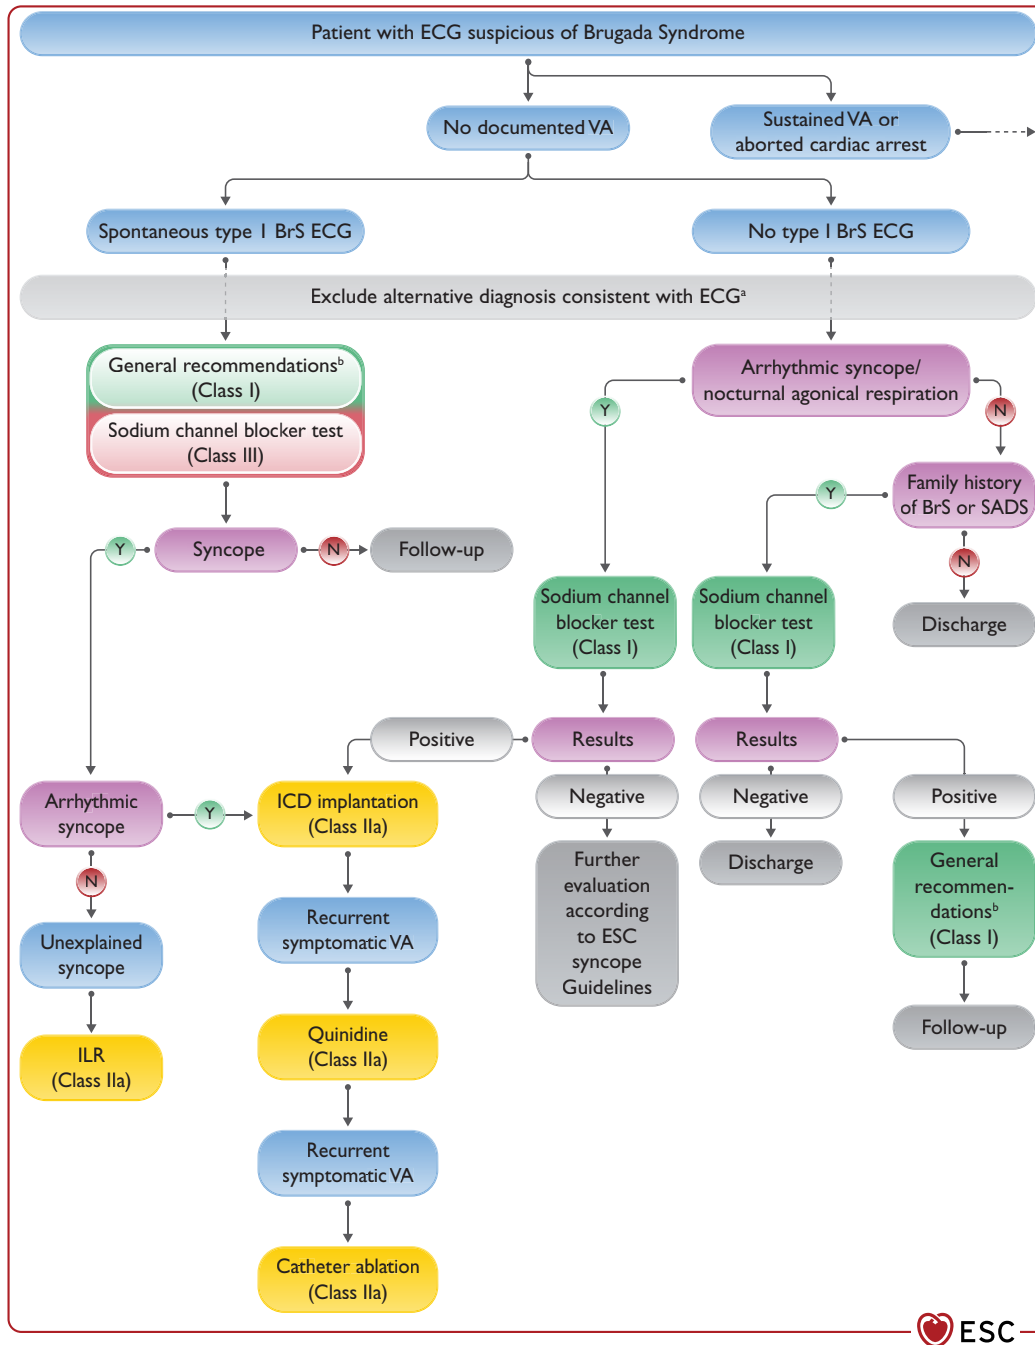 Patient with ECG suspicious of Brugada Syndrome
No documented VA
Sustained VA or
aborted cardiac arrest
Spontaneous type 1 BrS ECG
No type I BrS ECG
Exclude alternative diagnosis consistent with ECGᵃ
General recommendationsᵇ
(Class I)
Sodium channel blocker test
(Class III)
Arrhythmic syncope/
nocturnal agonical respiration
Y
N
Family history
of BrS or SADS
Y
N
Discharge
Syncope
Y
N
Follow-up
Sodium channel
blocker test
(Class I)
Sodium channel
blocker test
(Class I)
Positive
Results
Negative
Further
evaluation
according
to ESC
syncope
Guidelines
Results
Negative
Discharge
Positive
General
recommen-
dationsᵇ
(Class I)
Follow-up
Arrhythmic
syncope
Y
N
Unexplained
syncope
ILR
(Class IIa)
ICD implantation
(Class IIa)
Recurrent
symptomatic VA
Quinidine
(Class IIa)
Recurrent
symptomatic VA
Catheter ablation
(Class IIa)
ESC